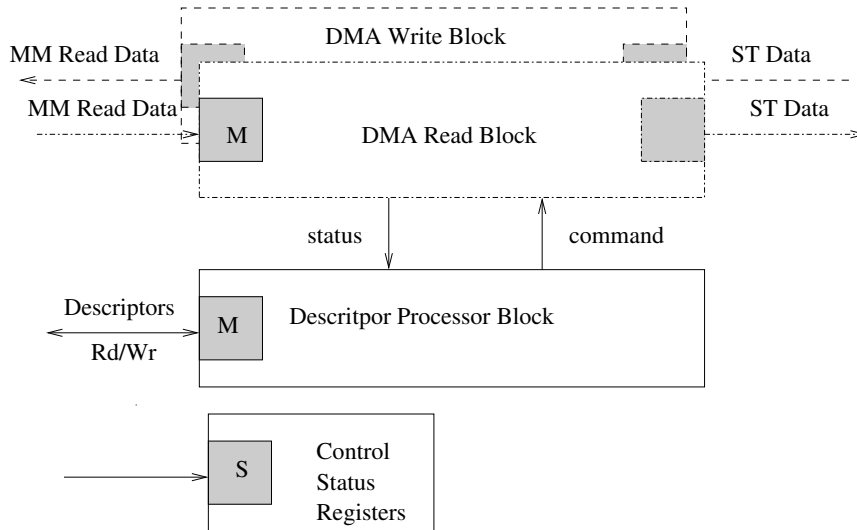 DMA Write Block
MM Read Data
ST Data
MM Read Data
M
DMA Read Block
ST Data
status
command
Descriptors
M
Descritpor Processor Block
Rd/Wr
S
Control
Status
Registers